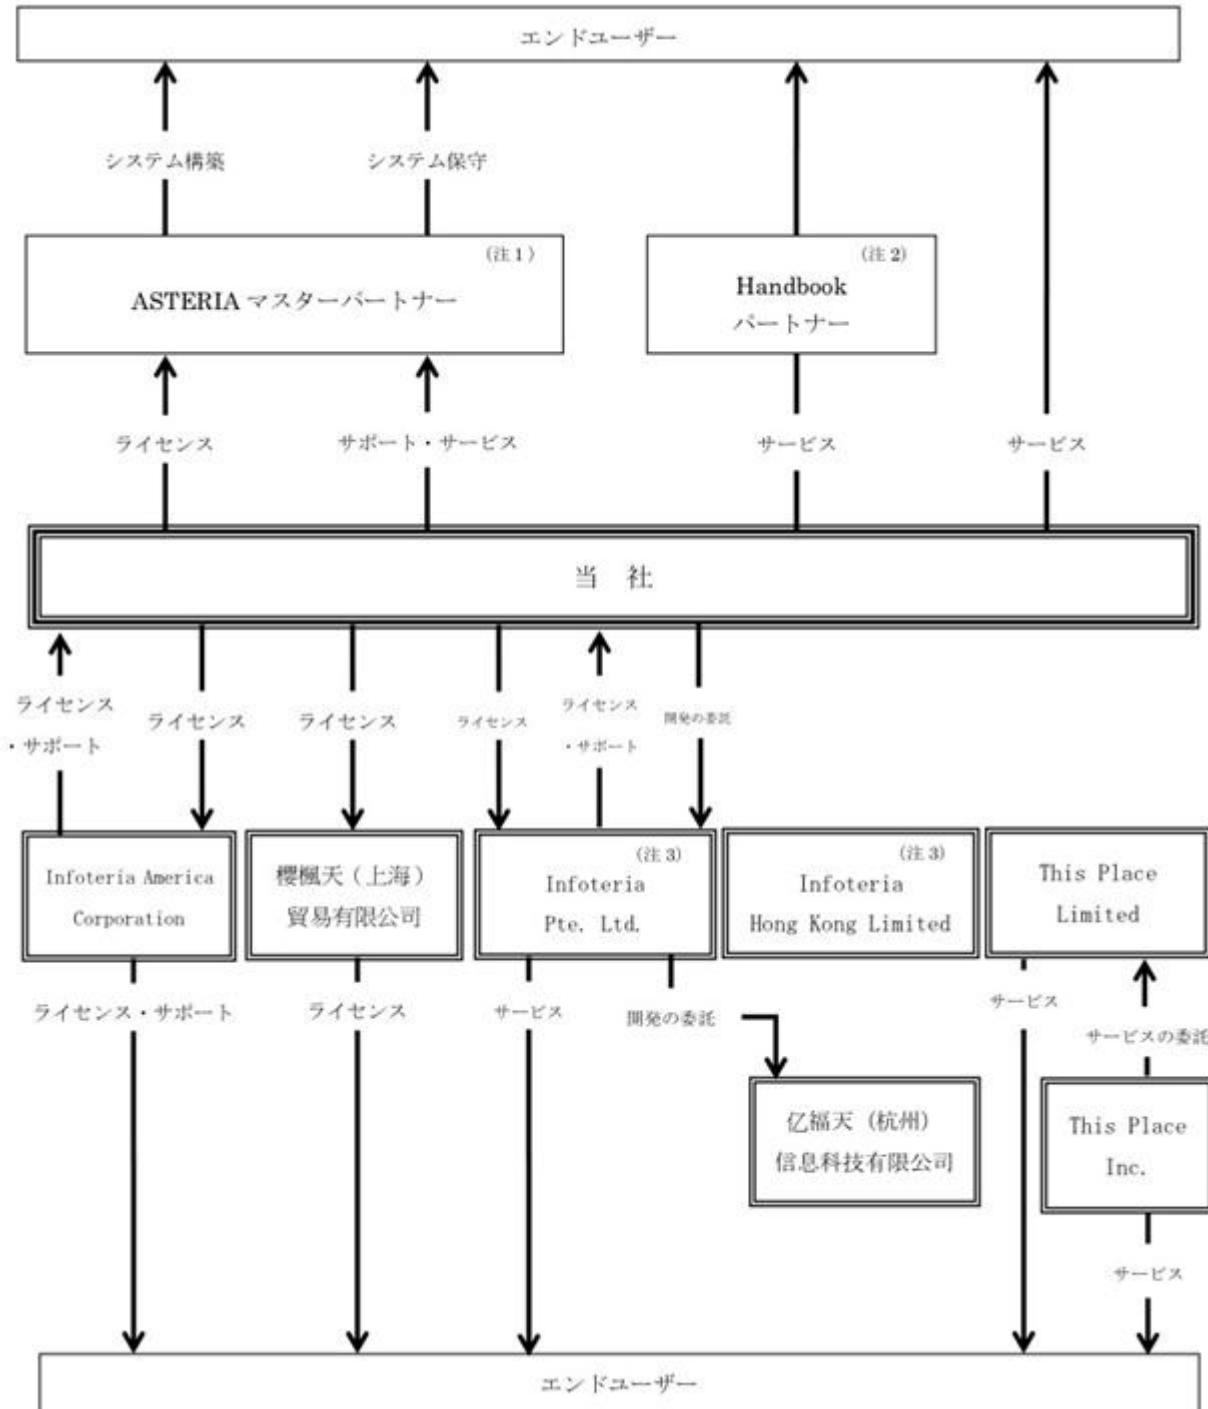 エンドユーザー
システム構築
システム保守
(注1)
ASTERIA マスターパートナー
(注2)
Handbook
パートナー
ライセンス
サポート・サービス
サービス
サービス
当 社
ライセンス
・サポート
ライセンス
ライセンス
ライセンス
ライセンス
・サポート
開発の委託
Infoteria America
Corporation
櫻楓天（上海）
貿易有限公司
(注3)
Infoteria
Pte. Ltd.
(注3)
Infoteria
Hong Kong Limited
This Place
Limited
ライセンス・サポート
ライセンス
サービス
開発の委託
サービス
サービスの委託
亿福天（杭州）
信息科技有限公司
This Place
Inc.
サービス
エンドユーザー